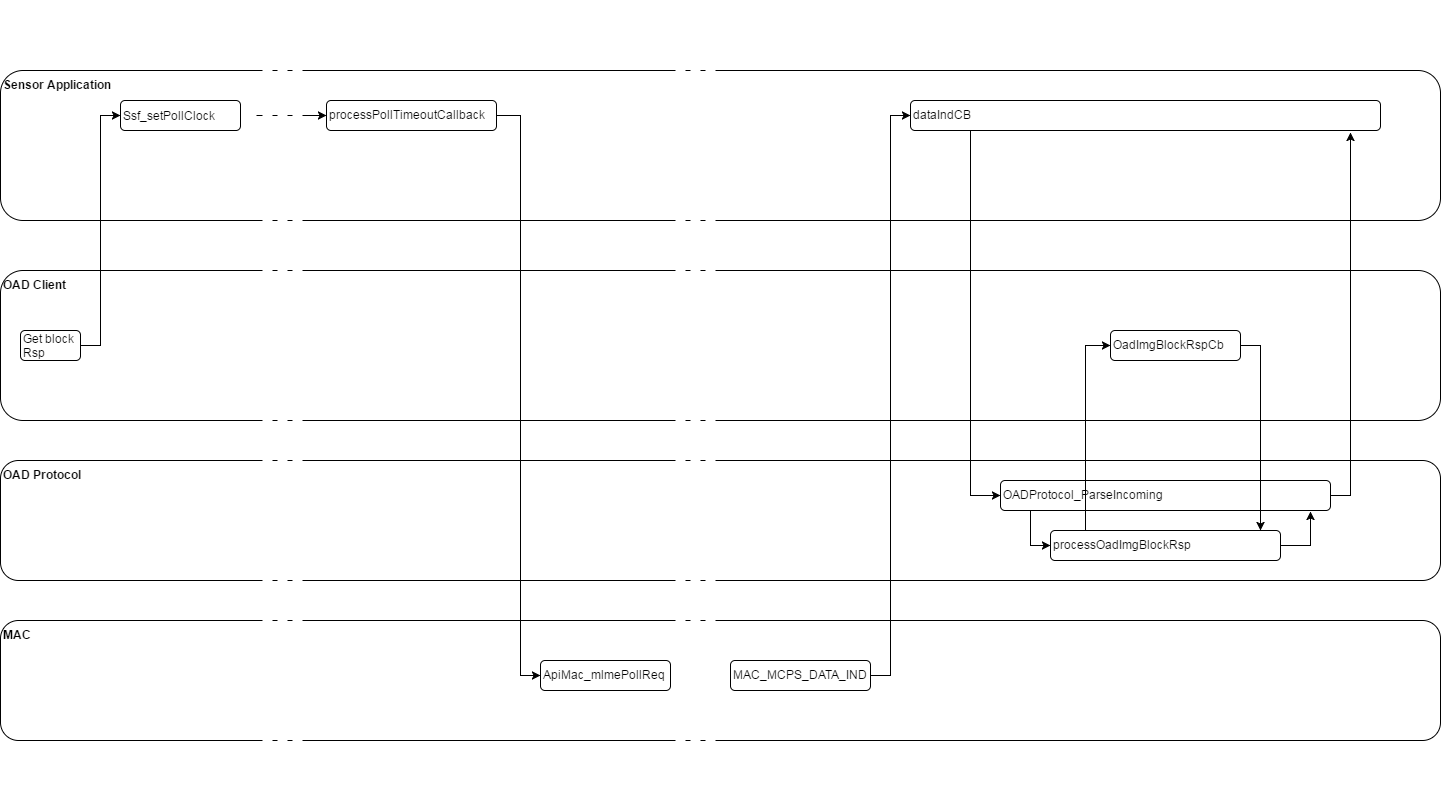 Sensor Application
Ssf_setPollClock
processPollTimeoutCallback
dataIndCB
OAD Client
Get block
Rsp
OadImgBlockRspCb
OAD Protocol
OADProtocol_ParseIncoming
processOadImgBlockRsp
MAC
ApiMac_mlmePollReq
MAC_MCPS_DATA_IND